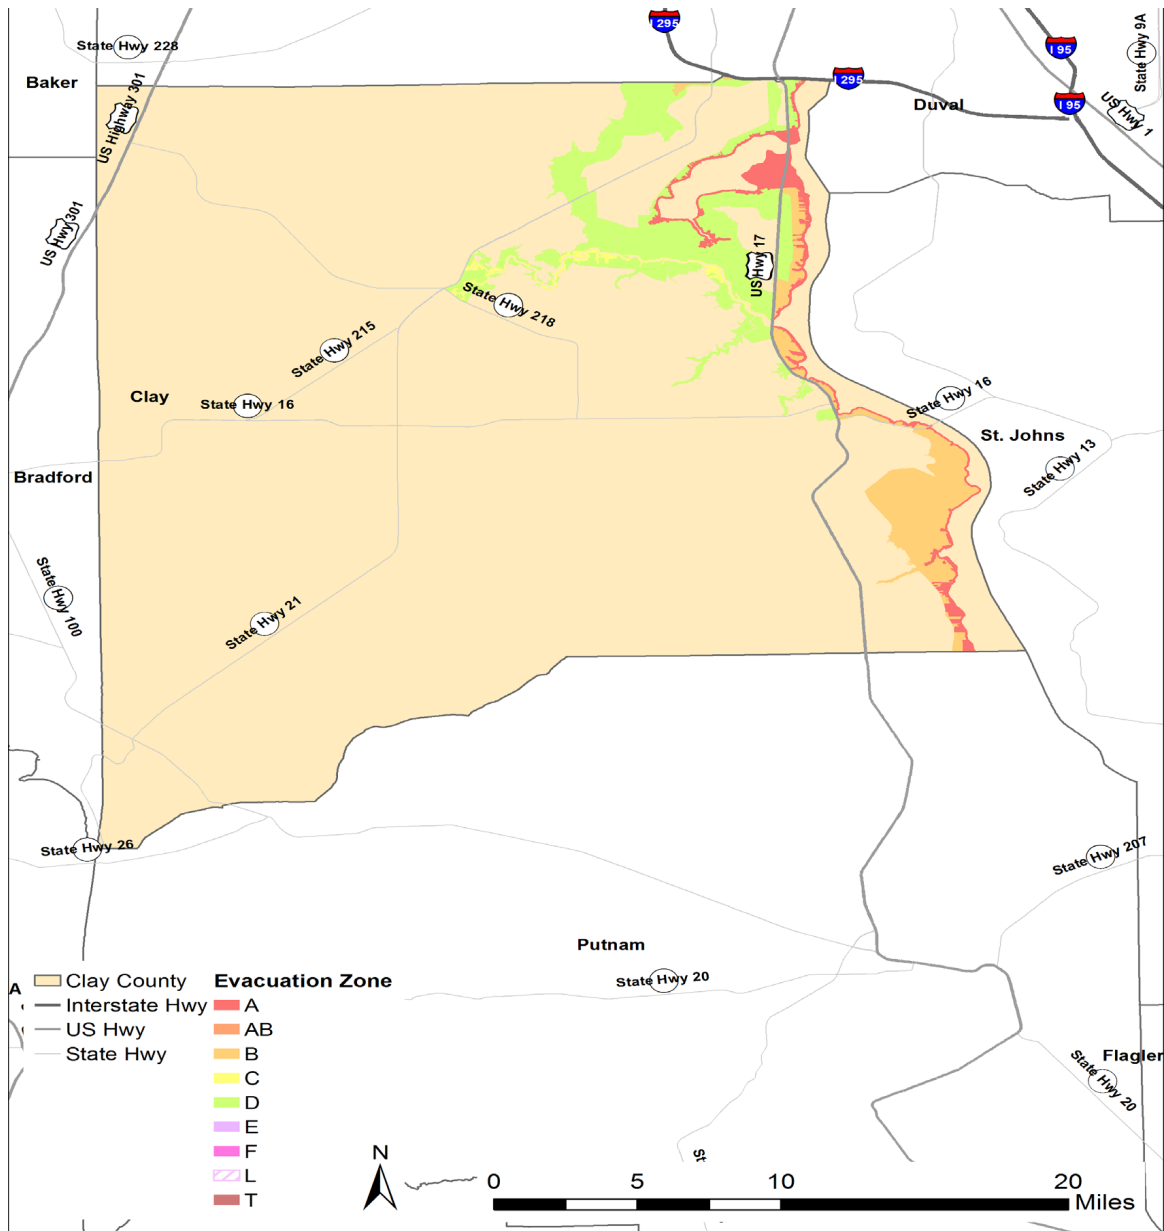 I 295
State Hwy 228
I 95
State Hwy 9A
Baker
I 295
US Highway 301
Duval
I 95
US Hwy 1
US Hwy 301
US Hwy 17
State Hwy 218
State Hwy 215
Clay
State Hwy 16
State Hwy 16
St. Johns
State Hwy 13
Bradford
State Hwy 100
State Hwy 21
State Hwy 26
State Hwy 207
Putnam
State Hwy 20
A
Clay County
Interstate Hwy
US Hwy
State Hwy
Evacuation Zone
A
AB
B
C
D
E
F
L
T
Flagler
State Hwy 20
St
N
0 5 10 20
Miles